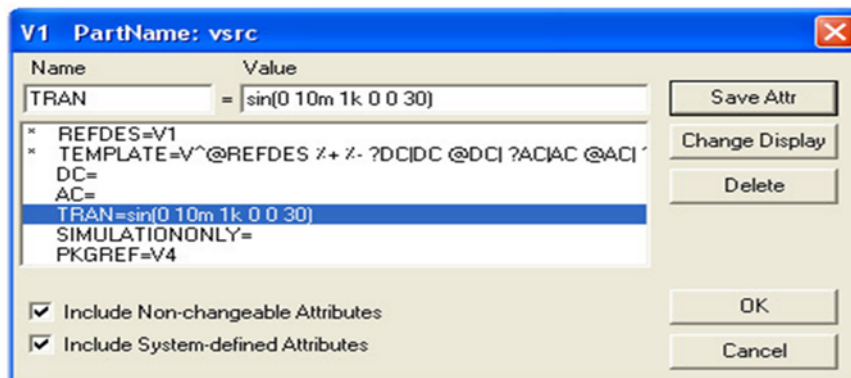 V1 PartName: vsrc
Name Value
TRAN = sin(0 10m 1k 0 0 30)
Save Attr
* REFDES=V1
* TEMPLATE=V^@REFDES %+ %- ?DC|DC @DC| ?AC|AC @AC| ^
DC=
AC=
TRAN=sin(0 10m 1k 0 0 30)
SIMULATIONONLY=
PKGREF=V4
Change Display
Delete
Include Non-changeable Attributes
Include System-defined Attributes
OK
Cancel